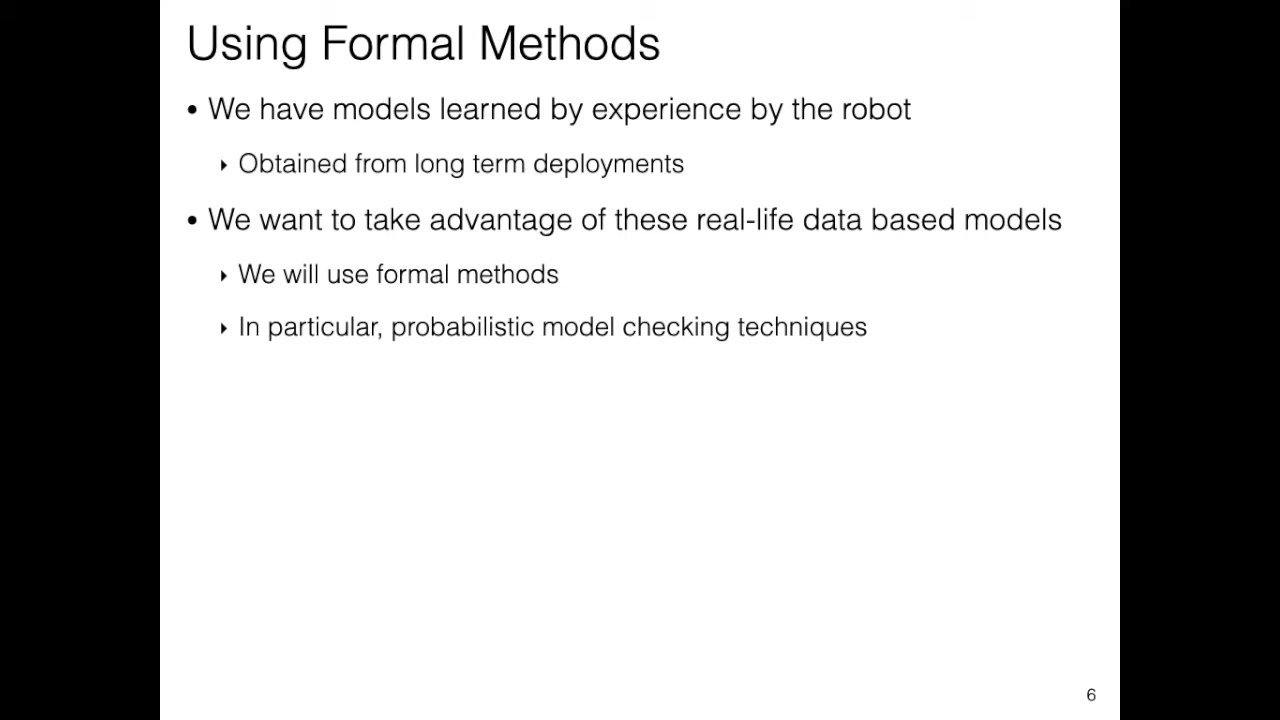 Using Formal Methods
• We have models learned by experience by the robot
‣ Obtained from long term deployments
• We want to take advantage of these real-life data based models
‣ We will use formal methods
‣ In particular, probabilistic model checking techniques
6